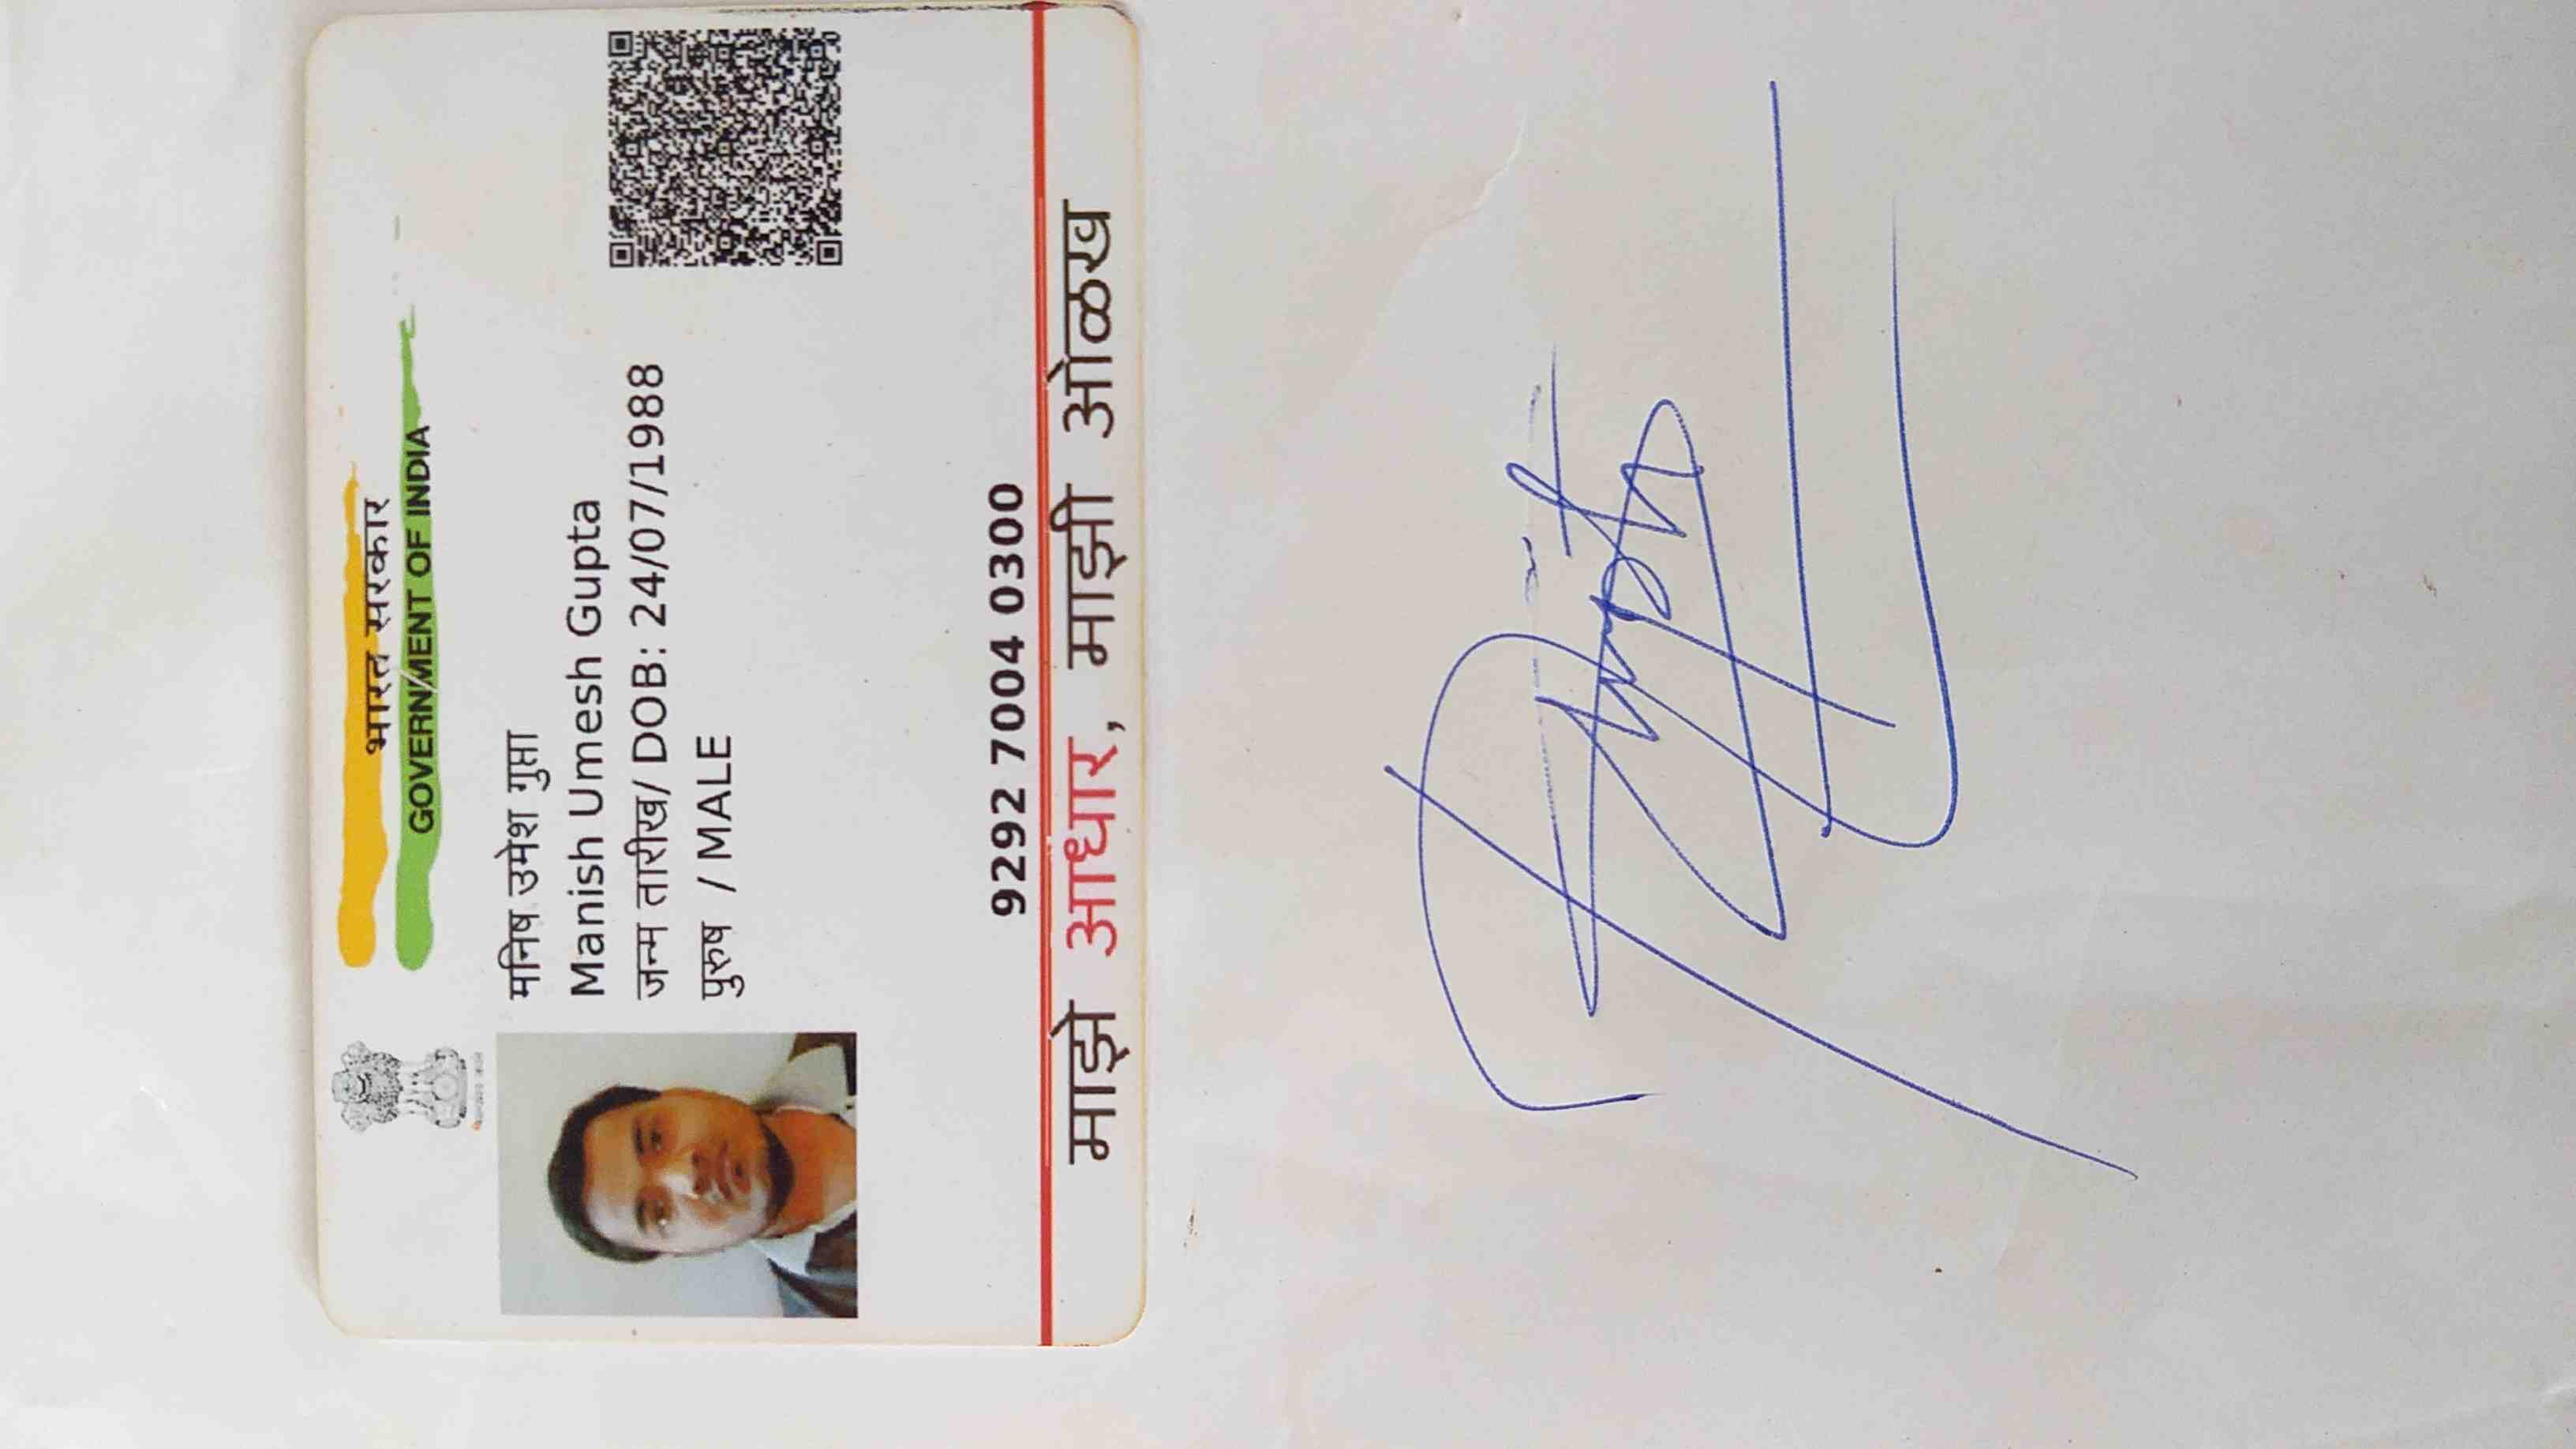 भारत सरकार
GOVERNMENT OF INDIA
मनिष उमेश गुप्ता
Manish Umesh Gupta
जन्म तारीख/ DOB: 24/07/1988
पुरुष / MALE
9292 7004 0300
माझे आधार, माझी ओळख